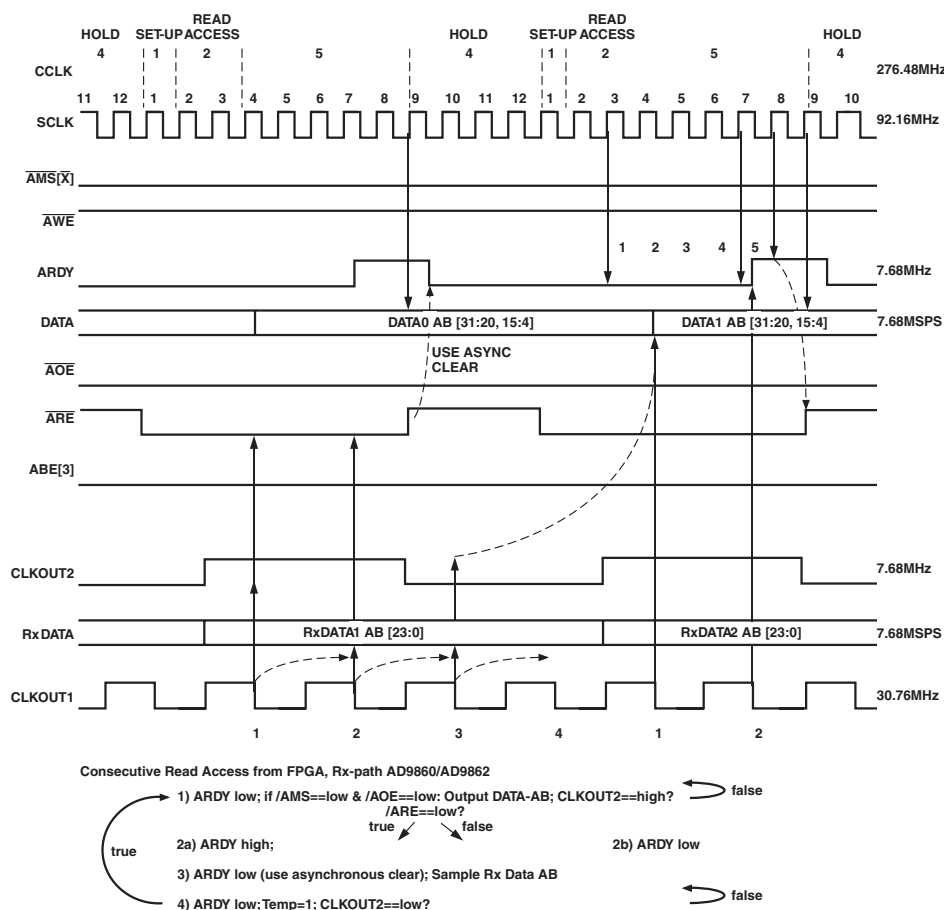 READ READ
HOLD SET-UP ACCESS HOLD SET-UP ACCESS HOLD
4 1 2 5 4 1 2 5 4
CCLK 276.48MHz
11 12 1 2 3 4 5 6 7 8 9 10 11 12 1 2 3 4 5 6 7 8 9 10
SCLK 92.16MHz
AMS[X]
AWE
1 2 3 4 5
ARDY 7.68MHz
DATA DATA0 AB [31:20, 15:4] DATA1 AB [31:20, 15:4] 7.68MSPS
USE ASYNC
CLEAR
AOE
ARE
ABE[3]
CLKOUT2 7.68MHz
RxDATA RxDATA1 AB [23:0] RxDATA2 AB [23:0] 7.68MSPS
CLKOUT1 30.76MHz
1 2 3 4 1 2
Consecutive Read Access from FPGA, Rx-path AD9860/AD9862
1) ARDY low; if /AMS==low & /AOE==low: Output DATA-AB; CLKOUT2==high? false
/ARE==low?
true false
true 2a) ARDY high; 2b) ARDY low
3) ARDY low (use asynchronous clear); Sample Rx Data AB
4) ARDY low; Temp=1; CLKOUT2==low? false